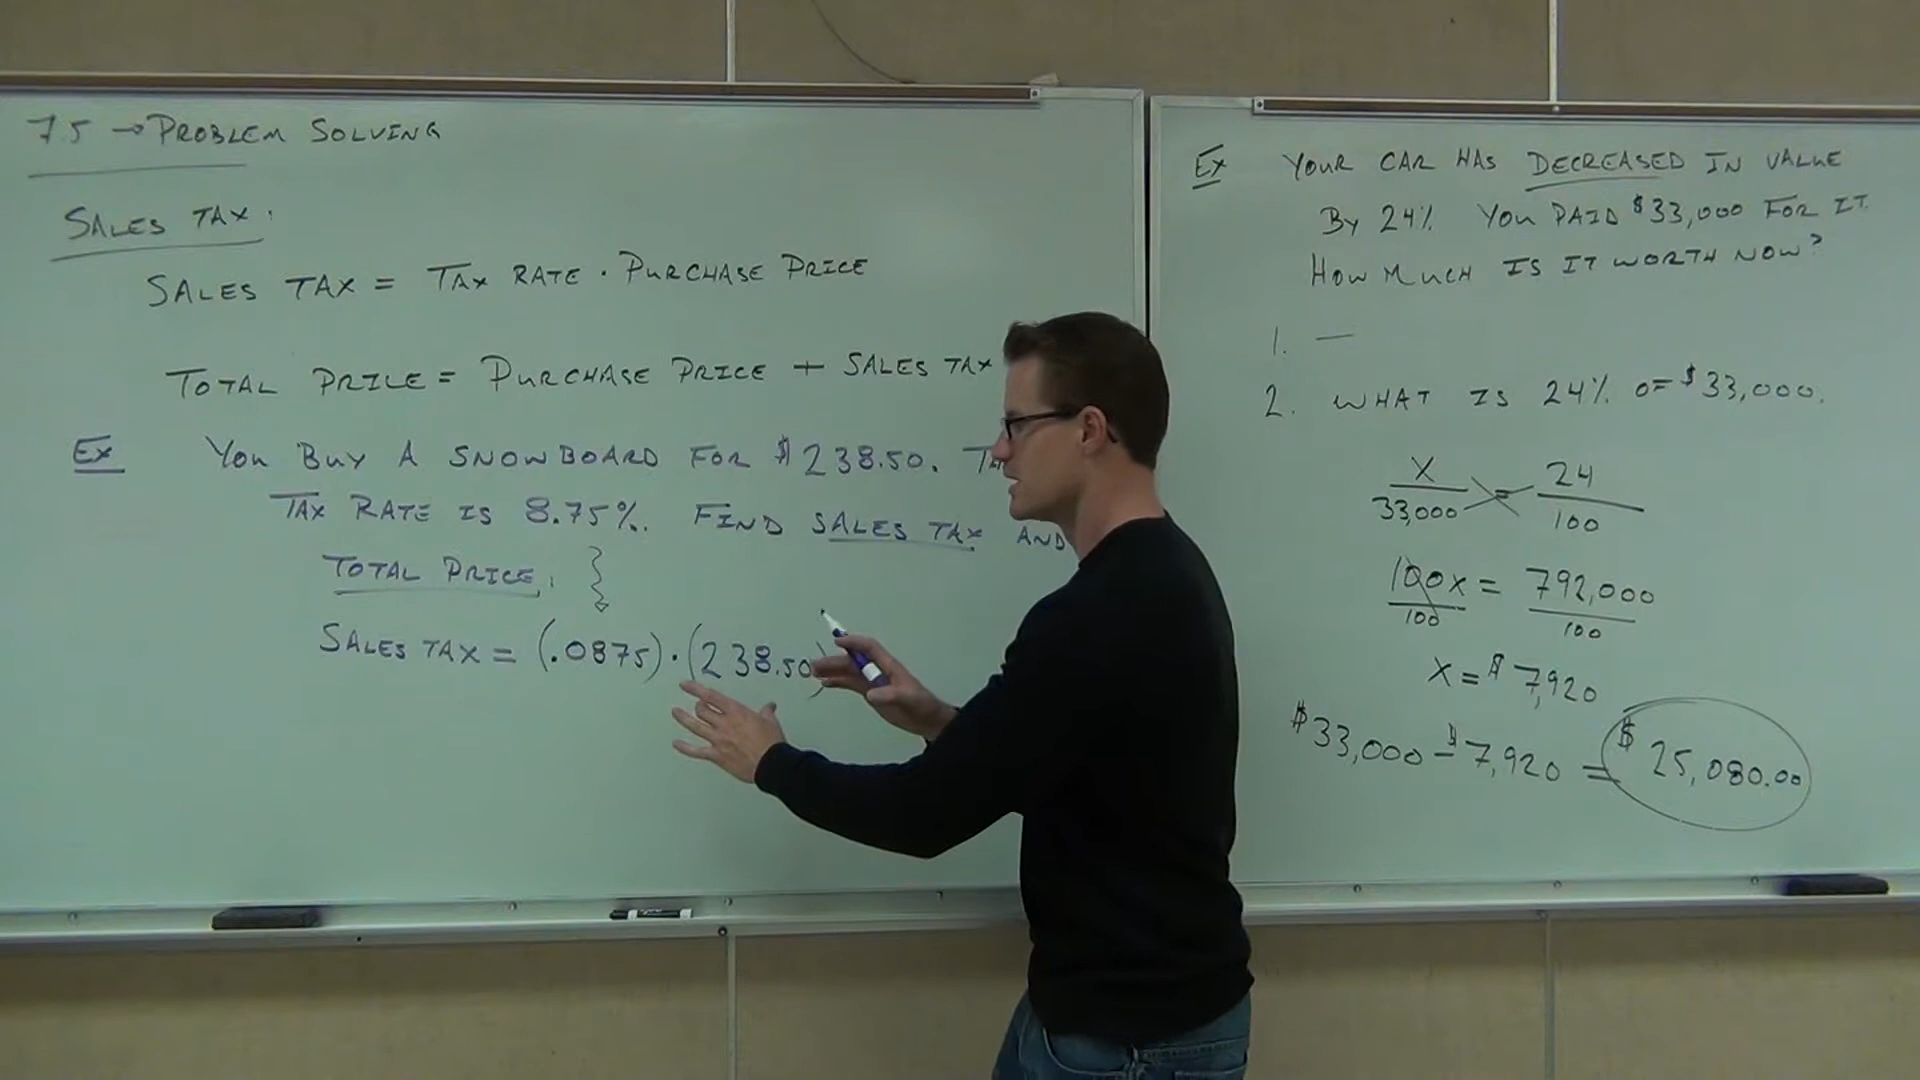 7.5 → PROBLEM SOLVING
SALES TAX:
SALES TAX = TAX RATE · PURCHASE PRICE
TOTAL PRICE = PURCHASE PRICE + SALES TAX
EX YOU BUY A SNOWBOARD FOR $238.50.
TAX RATE IS 8.75%. FIND SALES TAX AND
TOTAL PRICE.
SALES TAX = (.0875) · (238.50)
EX YOUR CAR HAS DECREASED IN VALUE
BY 24% YOU PAID $33,000 FOR IT.
HOW MUCH IS IT WORTH NOW?
1. —
2. WHAT IS 24% OF $33,000.
X = 24
33,000 100
100x = 792,000
100 100
X = $7,920
$33,000 - $7,920 = $25,080.00